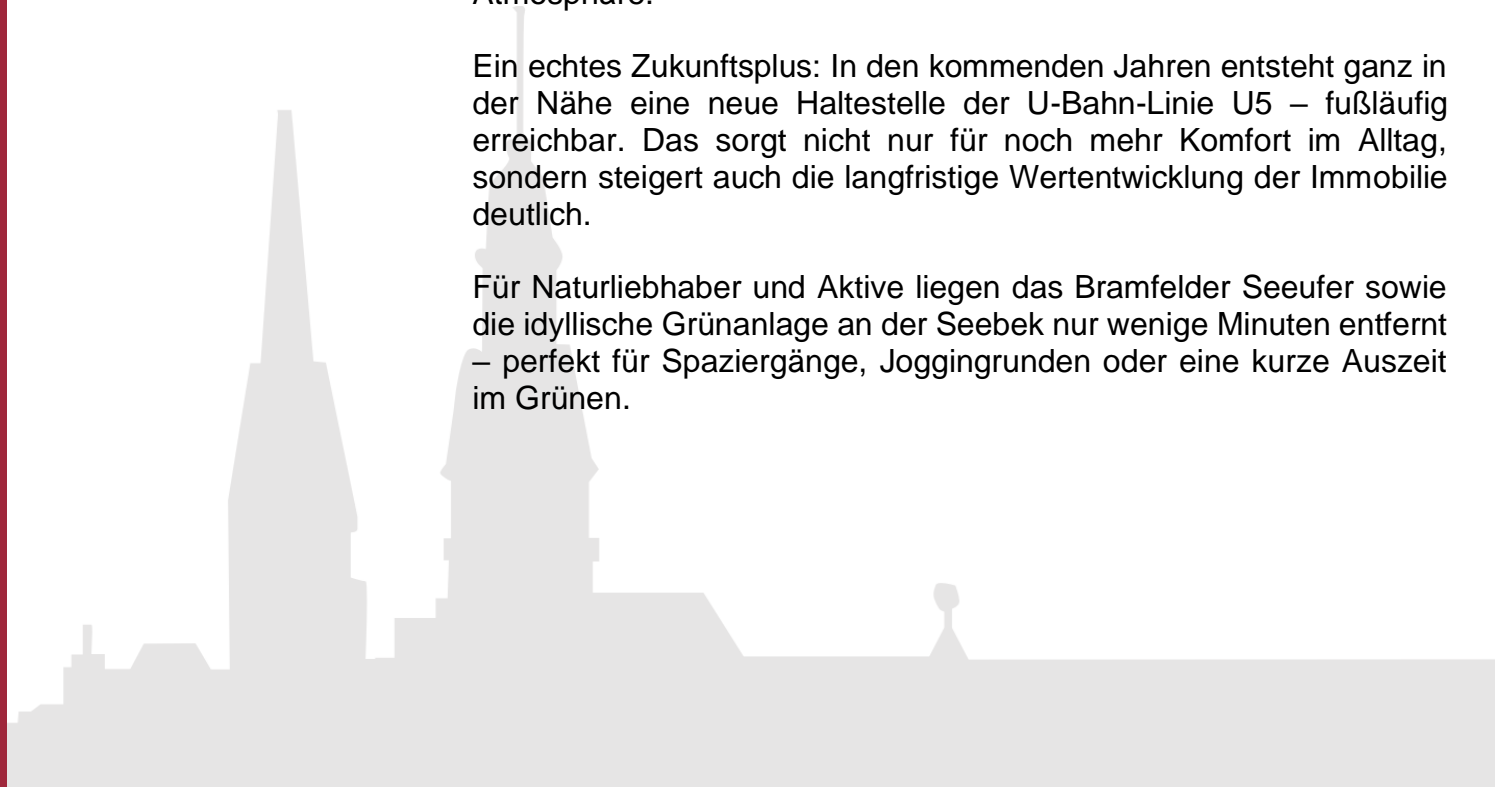 Atmosphäre.
Ein echtes Zukunftsplus: In den kommenden Jahren entsteht ganz in
der Nähe eine neue Haltestelle der U-Bahn-Linie U5 – fußläufig
erreichbar. Das sorgt nicht nur für noch mehr Komfort im Alltag,
sondern steigert auch die langfristige Wertentwicklung der Immobilie
deutlich.
Für Naturliebhaber und Aktive liegen das Bramfelder Seeufer sowie
die idyllische Grünanlage an der Seebek nur wenige Minuten entfernt
– perfekt für Spaziergänge, Joggingrunden oder eine kurze Auszeit
im Grünen.